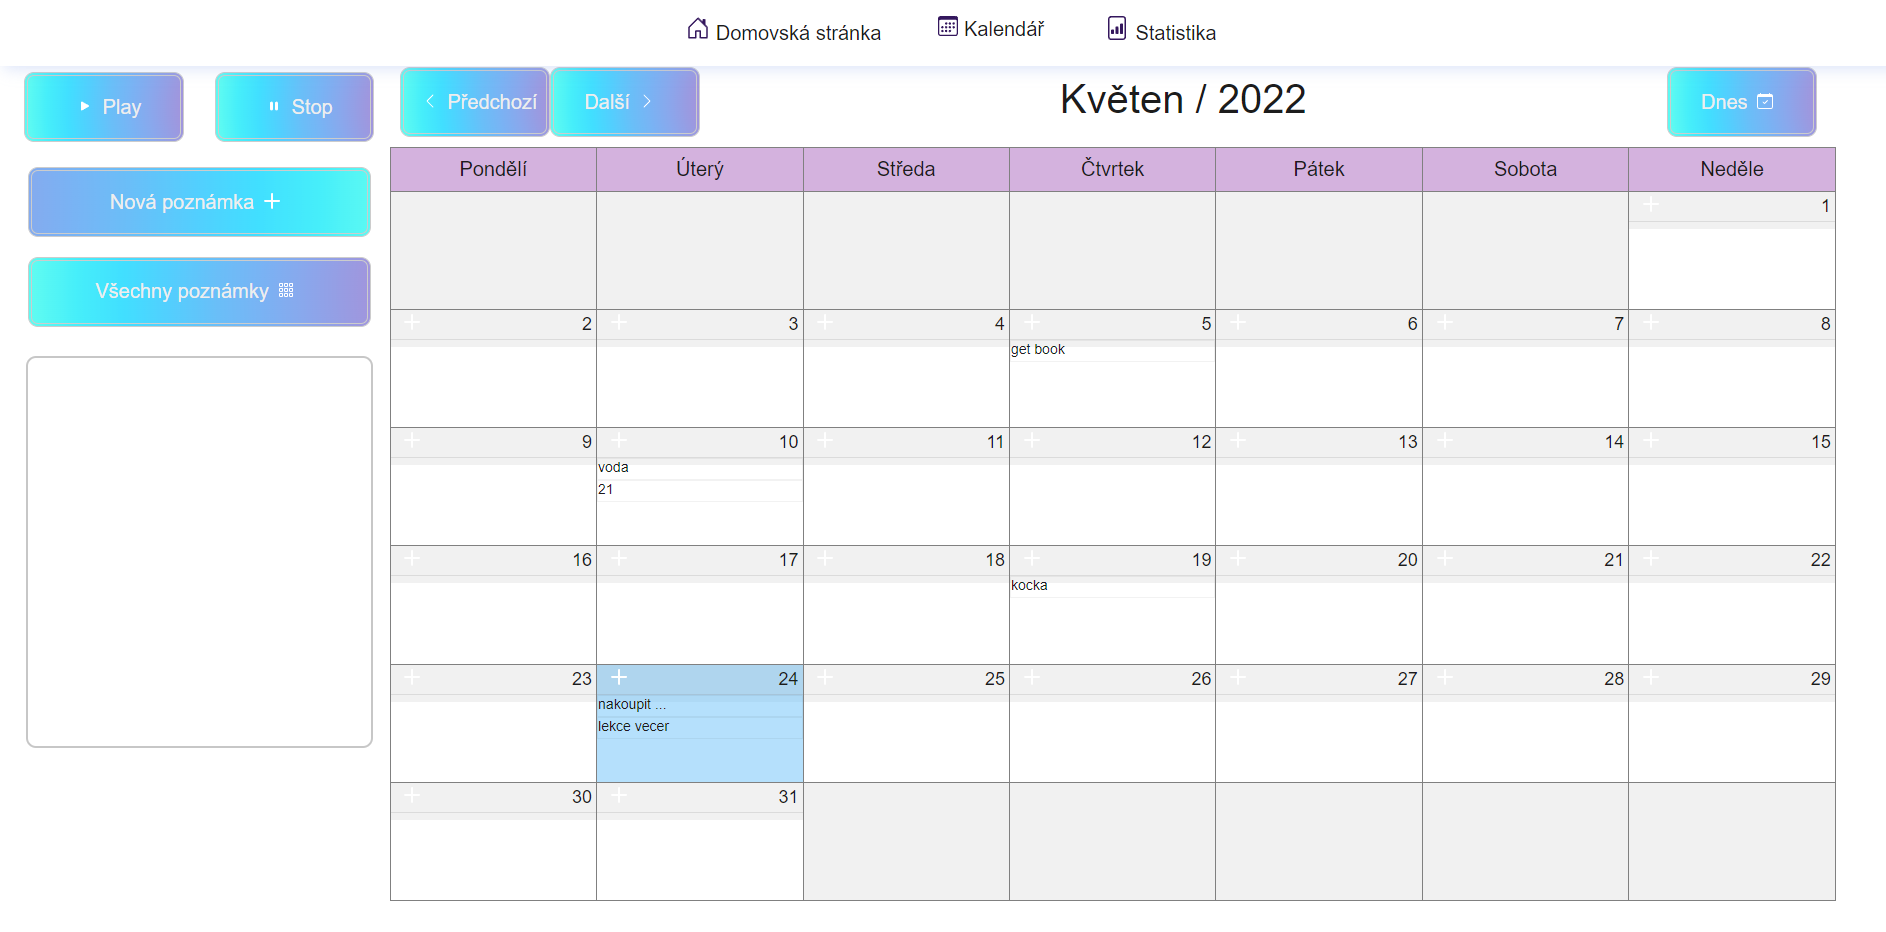 Domovská stránka Kalendář Statistika
Play Stop
Předchozí Další
Květen / 2022
Dnes
Nová poznámka
Všechny poznámky
Pondělí Úterý Středa Čtvrtek Pátek Sobota Neděle
1
2 3 4 5 6 7 8
get book
9 10 11 12 13 14 15
voda
21
16 17 18 19 20 21 22
kocka
23 24 25 26 27 28 29
nakoupit ...
lekce vecer
30 31